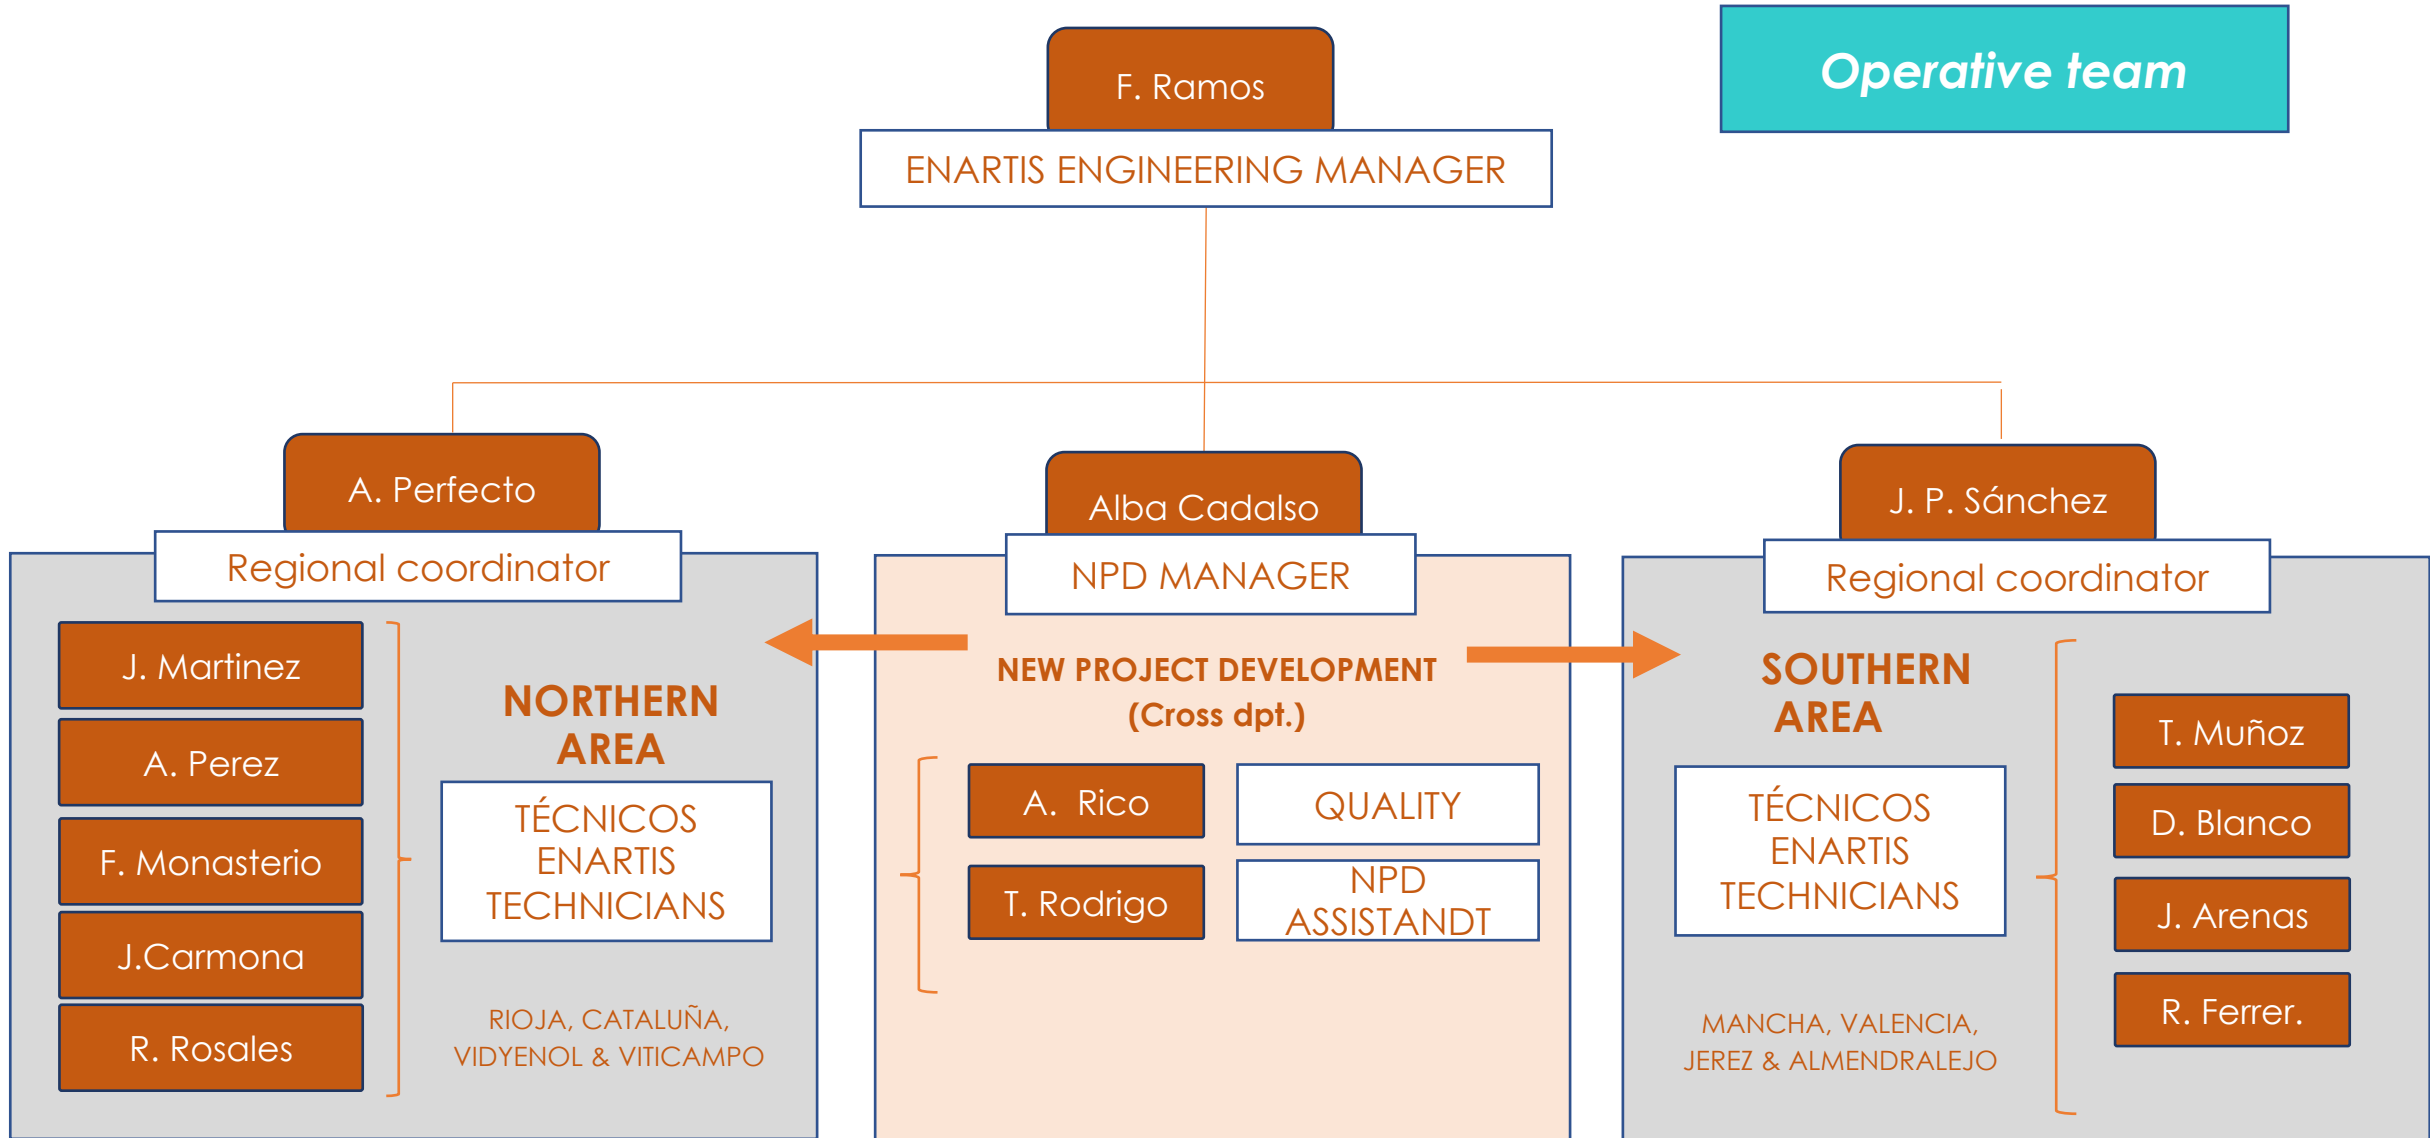 Operative team
F. Ramos
ENARTIS ENGINEERING MANAGER
A. Perfecto
Regional coordinator
J. Martinez
A. Perez
F. Monasterio
J.Carmona
R. Rosales
NORTHERN
AREA
TÉCNICOS
ENARTIS
TECHNICIANS
RIOJA, CATALUÑA,
VIDYENOL & VITICAMPO
Alba Cadalso
NPD MANAGER
NEW PROJECT DEVELOPMENT
(Cross dpt.)
A. Rico
QUALITY
T. Rodrigo
NPD
ASSISTANDT
J. P. Sánchez
Regional coordinator
SOUTHERN
AREA
TÉCNICOS
ENARTIS
TECHNICIANS
MANCHA, VALENCIA,
JEREZ & ALMENDRALEJO
T. Muñoz
D. Blanco
J. Arenas
R. Ferrer.